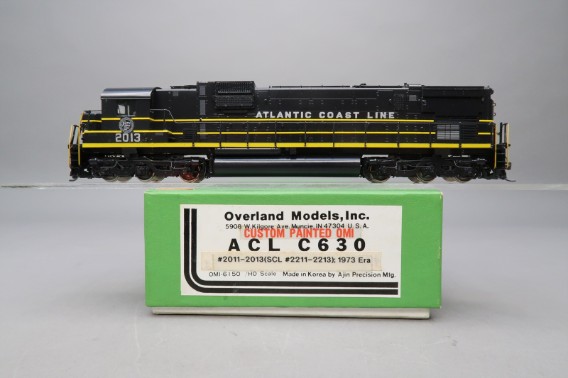 ATLANTIC COAST LINE
2013
Overland Models, Inc.
5908 W. Kilgore Ave. Muncie, IN 47304 U.S.A.
CUSTOM PAINTED OMI
ACL C630
#2011-2013(SCL #2211-2213); 1973 Era
OMI 6150 HO Scale Made in Korea by Ajin Precision Mfg.